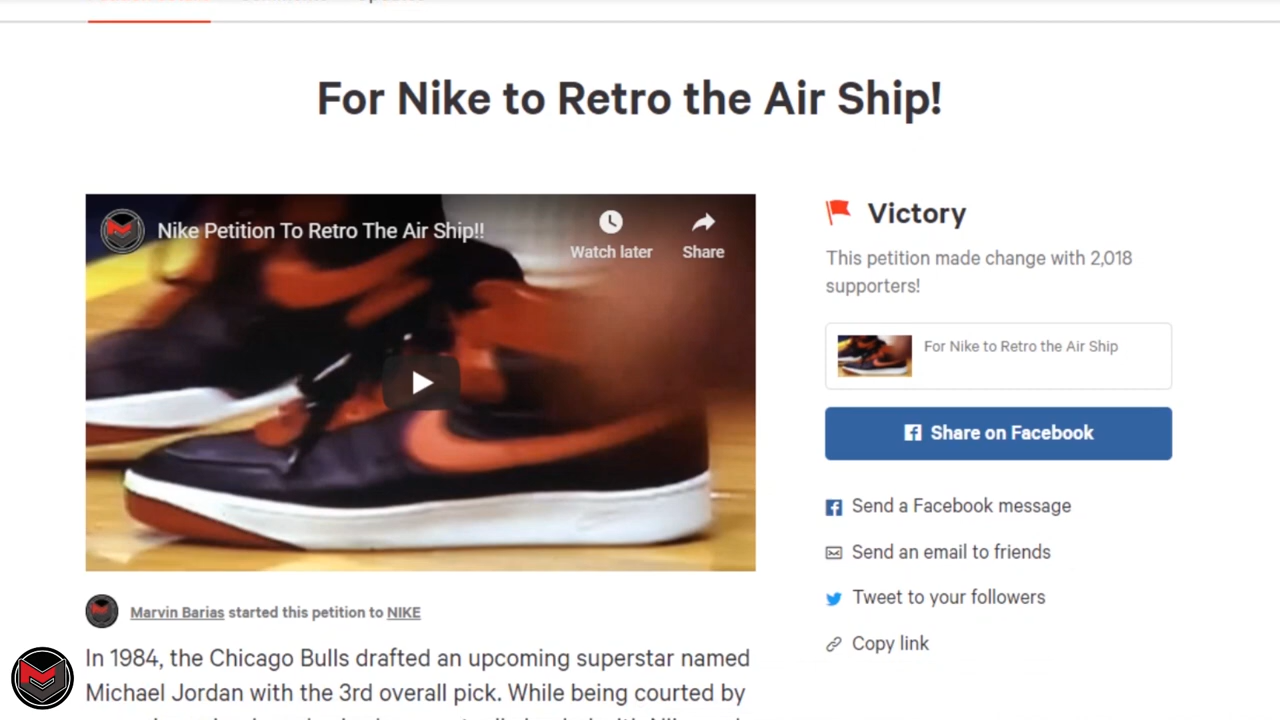 For Nike to Retro the Air Ship!
Nike Petition To Retro The Air Ship!!
Watch later
Share
Victory
This petition made change with 2,018
supporters!
For Nike to Retro the Air Ship
Share on Facebook
Send a Facebook message
Send an email to friends
Tweet to your followers
Copy link
Marvin Barias started this petition to NIKE
In 1984, the Chicago Bulls drafted an upcoming superstar named
Michael Jordan with the 3rd overall pick. While being courted by